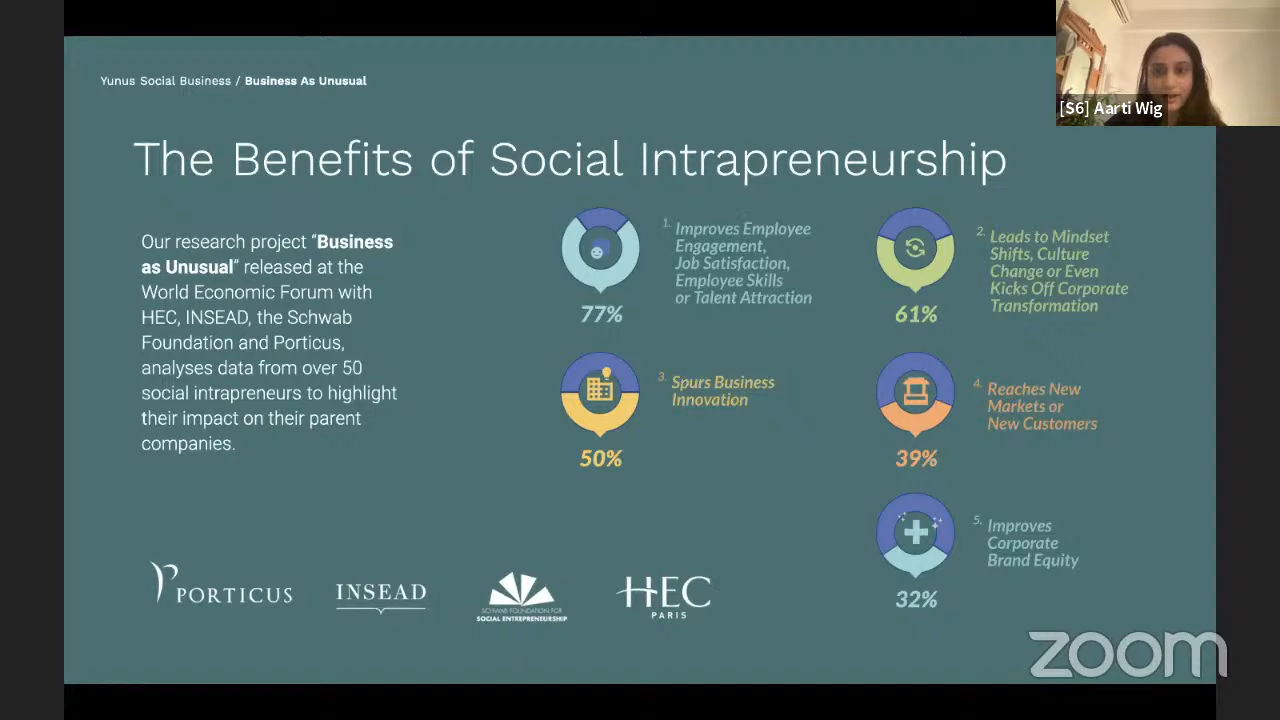 [S6] Aarti Wig
Yunus Social Business / Business As Unusual
The Benefits of Social Intrapreneurship
Our research project “Business
as Unusual” released at the
World Economic Forum with
HEC, INSEAD, the Schwab
Foundation and Porticus,
analyses data from over 50
social intrapreneurs to highlight
their impact on their parent
companies.
1. Improves Employee
Engagement,
Job Satisfaction,
Employee Skills
or Talent Attraction
77%
2. Leads to Mindset
Shifts, Culture
Change or Even
Kicks Off Corporate
Transformation
61%
3. Spurs Business
Innovation
50%
4. Reaches New
Markets or
New Customers
39%
5. Improves
Corporate
Brand Equity
32%
PORTICUS
INSEAD
SCHWAB FOUNDATION FOR
SOCIAL ENTREPRENEURSHIP
HEC
PARIS
zoom